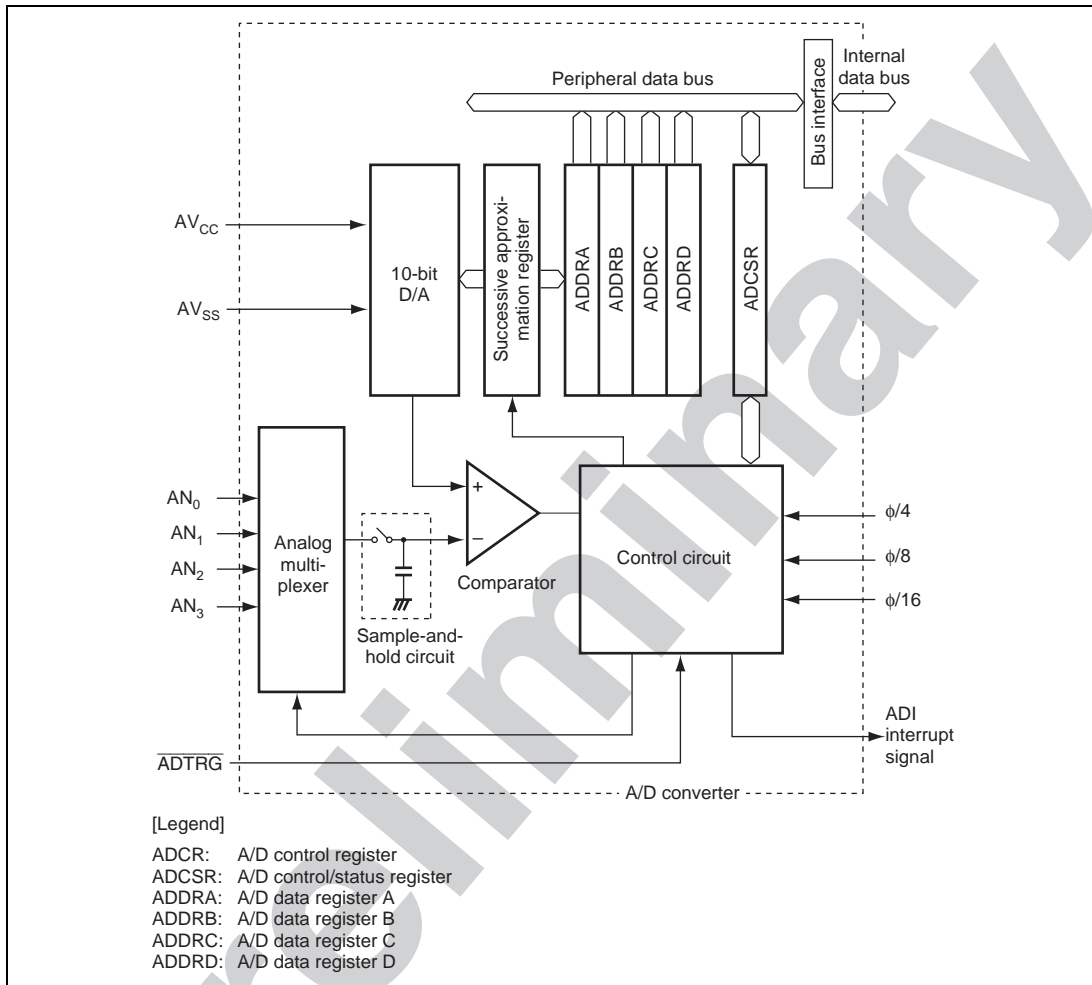 Internal
data bus
Peripheral data bus
Bus interface
AVCC
AVSS
10-bit
D/A
Successive approxi-
mation register
ADDRA
ADDRB
ADDRC
ADDRD
ADCSR
AN0
AN1
AN2
AN3
Analog
multi-
plexer
+
−
Comparator
Sample-and-
hold circuit
Control circuit
ϕ/4
ϕ/8
ϕ/16
ADI
interrupt
signal
ADTRG
A/D converter
[Legend]
ADCR: A/D control register
ADCSR: A/D control/status register
ADDRA: A/D data register A
ADDRB: A/D data register B
ADDRC: A/D data register C
ADDRD: A/D data register D
reliminary